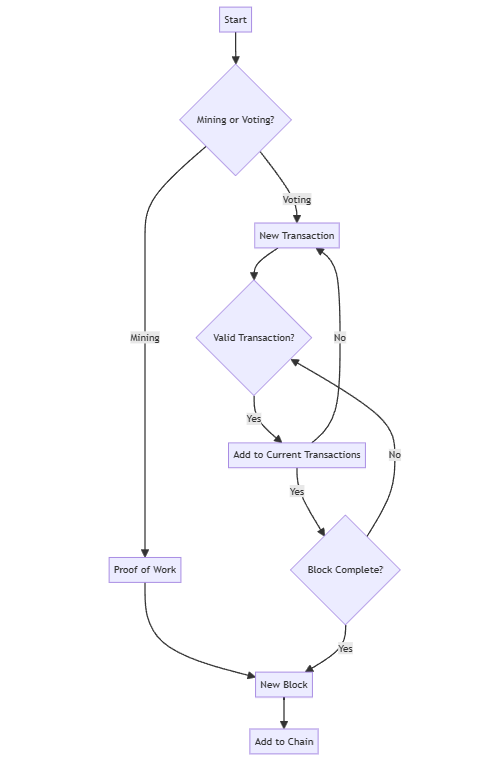 Start
Mining or Voting?
Voting
New Transaction
Mining
Valid Transaction?
No
Yes
Add to Current Transactions
No
Yes
Proof of Work
Block Complete?
Yes
New Block
Add to Chain